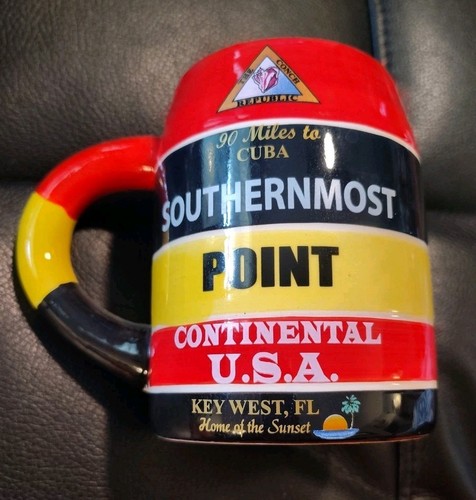 THE CONCH
REPUBLIC
90 Miles to
CUBA
SOUTHERNMOST
POINT
CONTINENTAL
U.S.A.
KEY WEST, FL
Home of the Sunset